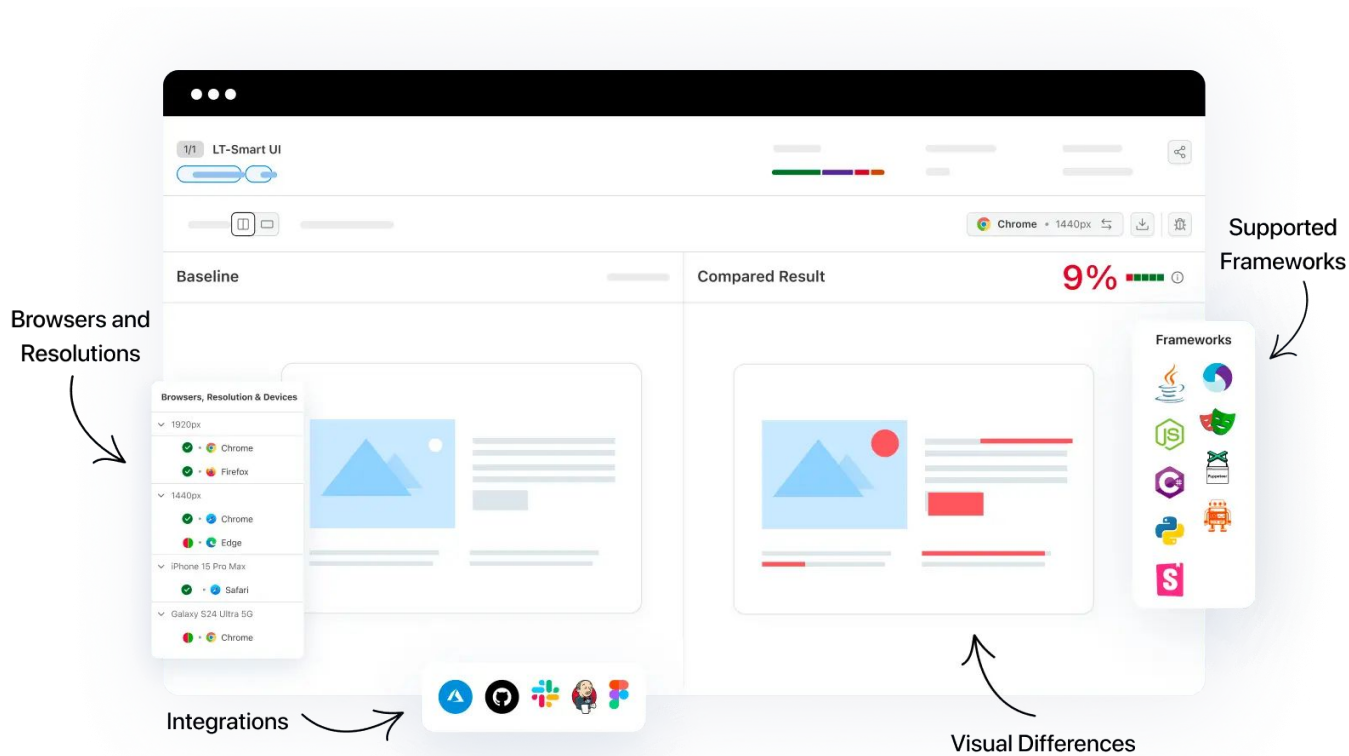 1/1 LT-Smart UI
Chrome • 1440px
Baseline
Compared Result
9%
Supported
Frameworks
Browsers and
Resolutions
Browsers, Resolution & Devices
1920px
Chrome
Firefox
1440px
Chrome
Edge
iPhone 15 Pro Max
Safari
Galaxy S24 Ultra 5G
Chrome
Frameworks
JS
C#
Puppeteer
S
Integrations
Visual Differences